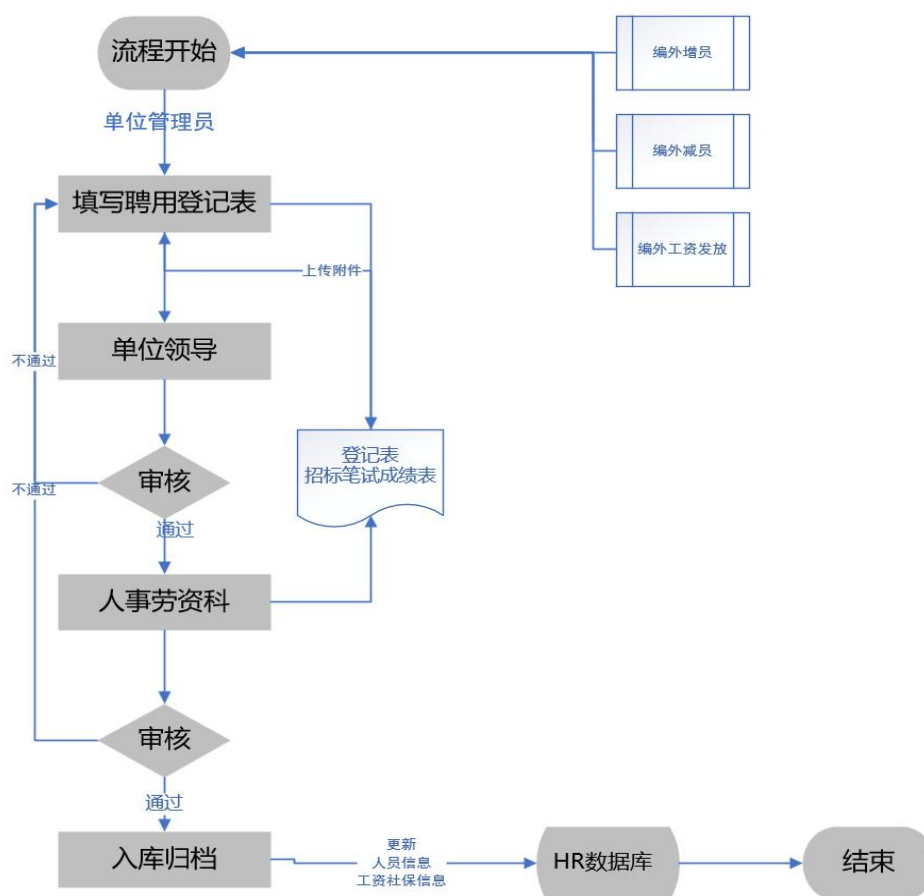 流程开始
编外增员
单位管理员
编外减员
填写聘用登记表
编外工资发放
上传附件
单位领导
不通过
登记表
招标笔试成绩表
审核
不通过
通过
人事劳资科
审核
通过
入库归档
更新
人员信息
工资社保信息
HR数据库
结束